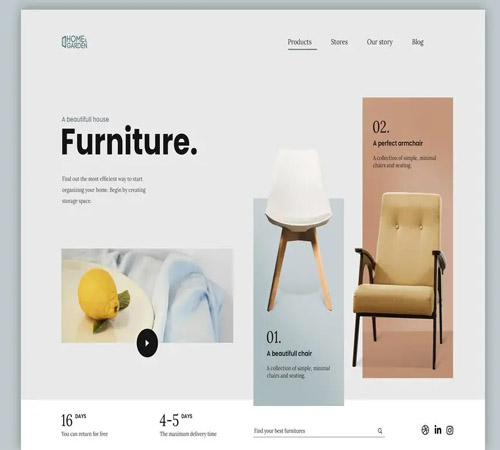 HOME&
GARDEN
Products
Stores
Our story
Blog
A beautifull house
Furniture.
Find out the most efficient way to start
organizing your home. Begin by creating
storage space.
02.
A perfect armchair
A collection of simple, minimal
chairs and seating.
01.
A beautifull chair
A collection of simple, minimal
chairs and seating.
16 DAYS
You can return for free
4-5 DAYS
The maximum delivery time
Find your best furnitures
in